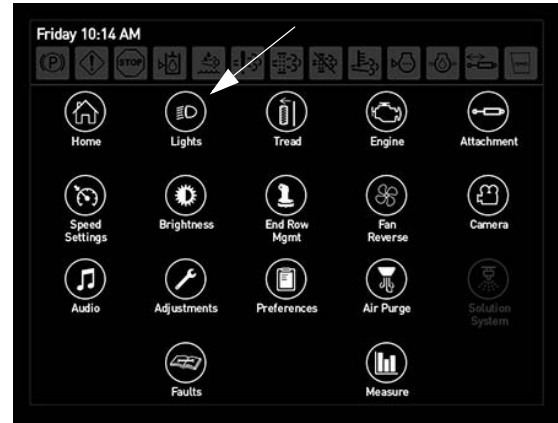 Friday 10:14 AM
STOP
Home
Lights
Tread
Engine
Attachment
Speed
Settings
Brightness
End Row
Mgmt
Fan
Reverse
Camera
Audio
Adjustments
Preferences
Air Purge
Solution
System
Faults
Measure